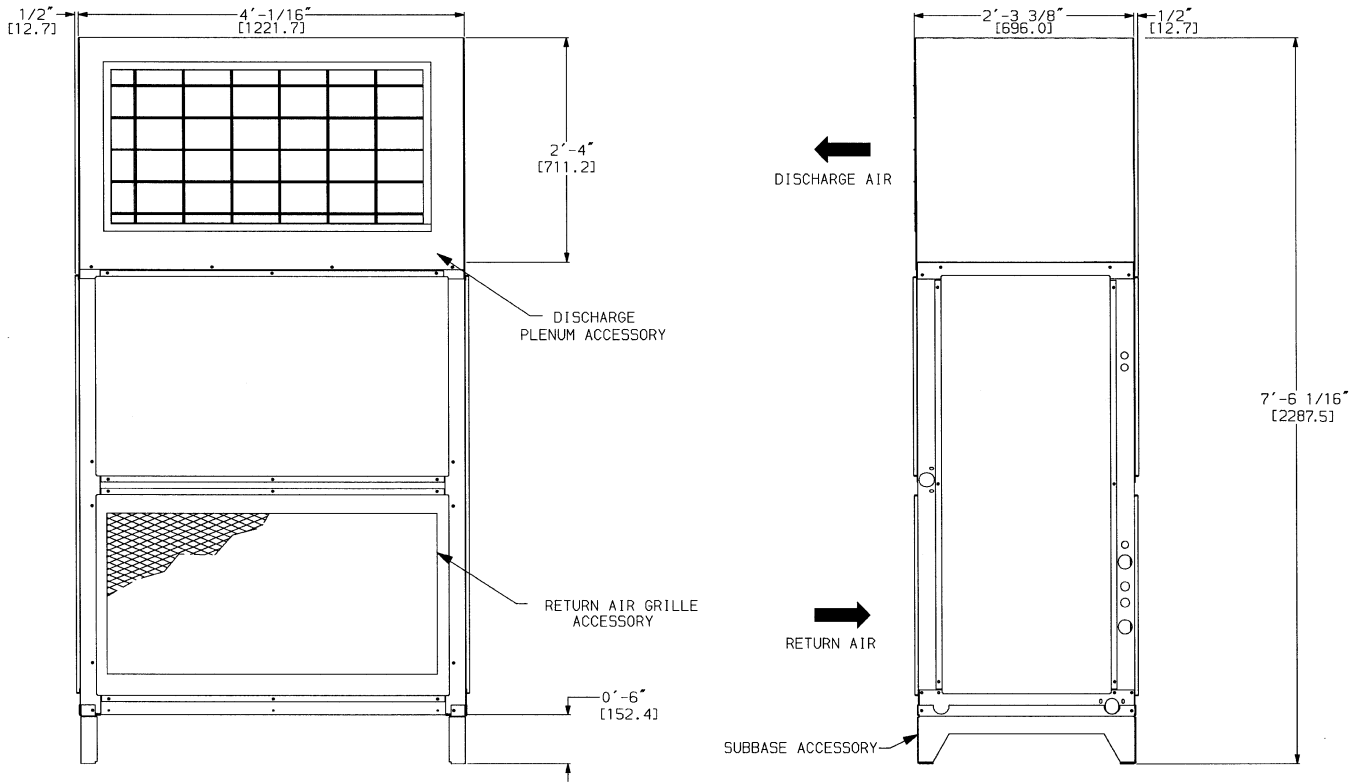 1/2"
[12.7]
4'-1/16"
[1221.7]
2'-4"
[711.2]
DISCHARGE
PLENUM ACCESSORY
RETURN AIR GRILLE
ACCESSORY
0'-6"
[152.4]
2'-3 3/8"
[696.0]
1/2"
[12.7]
DISCHARGE AIR
7'-6 1/16"
[2287.5]
RETURN AIR
SUBBASE ACCESSORY